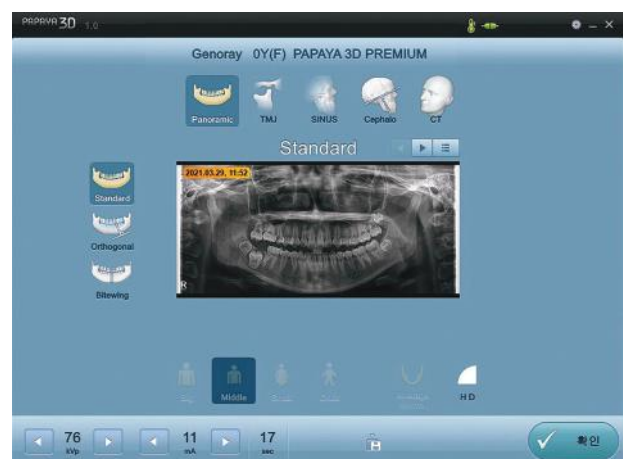 PAPAYA 3D 1.0
Genoray 0Y(F) PAPAYA 3D PREMIUM
Panoramic TMJ SINUS Cephalo CT
Standard
2021.03.29, 11:52
Standard
Orthogonal
Bitewing
R
Middle HD
76 11 17
kVp mA sec
확인